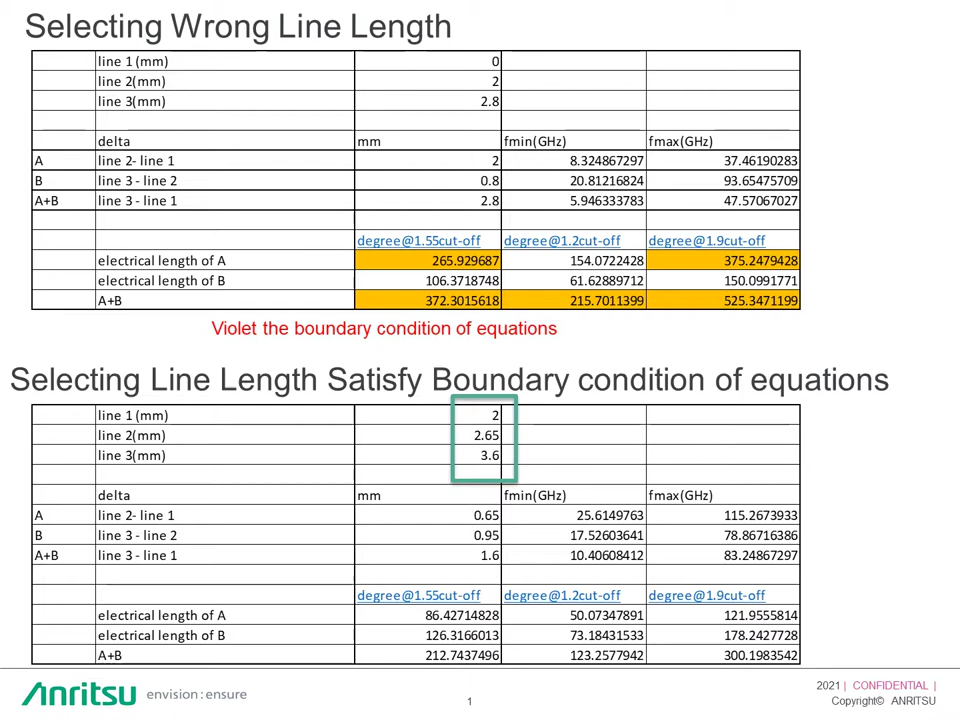 Selecting Wrong Line Length
line 1 (mm) 0
line 2(mm) 2
line 3(mm) 2.8
delta mm fmin(GHz) fmax(GHz)
A line 2- line 1 2 8.324867297 37.46190283
B line 3 - line 2 0.8 20.81216824 93.65475709
A+B line 3 - line 1 2.8 5.946333783 47.57067027
degree@1.55cut-off degree@1.2cut-off degree@1.9cut-off
electrical length of A 265.929687 154.0722428 375.2479428
electrical length of B 106.3718748 61.62889712 150.0991771
A+B 372.3015618 215.7011399 525.3471199
Violet the boundary condition of equations
Selecting Line Length Satisfy Boundary condition of equations
line 1 (mm) 2
line 2(mm) 2.65
line 3(mm) 3.6
delta mm fmin(GHz) fmax(GHz)
A line 2- line 1 0.65 25.6149763 115.2673933
B line 3 - line 2 0.95 17.52603641 78.86716386
A+B line 3 - line 1 1.6 10.40608412 83.24867297
degree@1.55cut-off degree@1.2cut-off degree@1.9cut-off
electrical length of A 86.42714828 50.07347891 121.9555814
electrical length of B 126.3166013 73.18431533 178.2427728
A+B 212.7437496 123.2577942 300.1983542
Anritsu envision : ensure
1
2021 | CONFIDENTIAL |
Copyright© ANRITSU